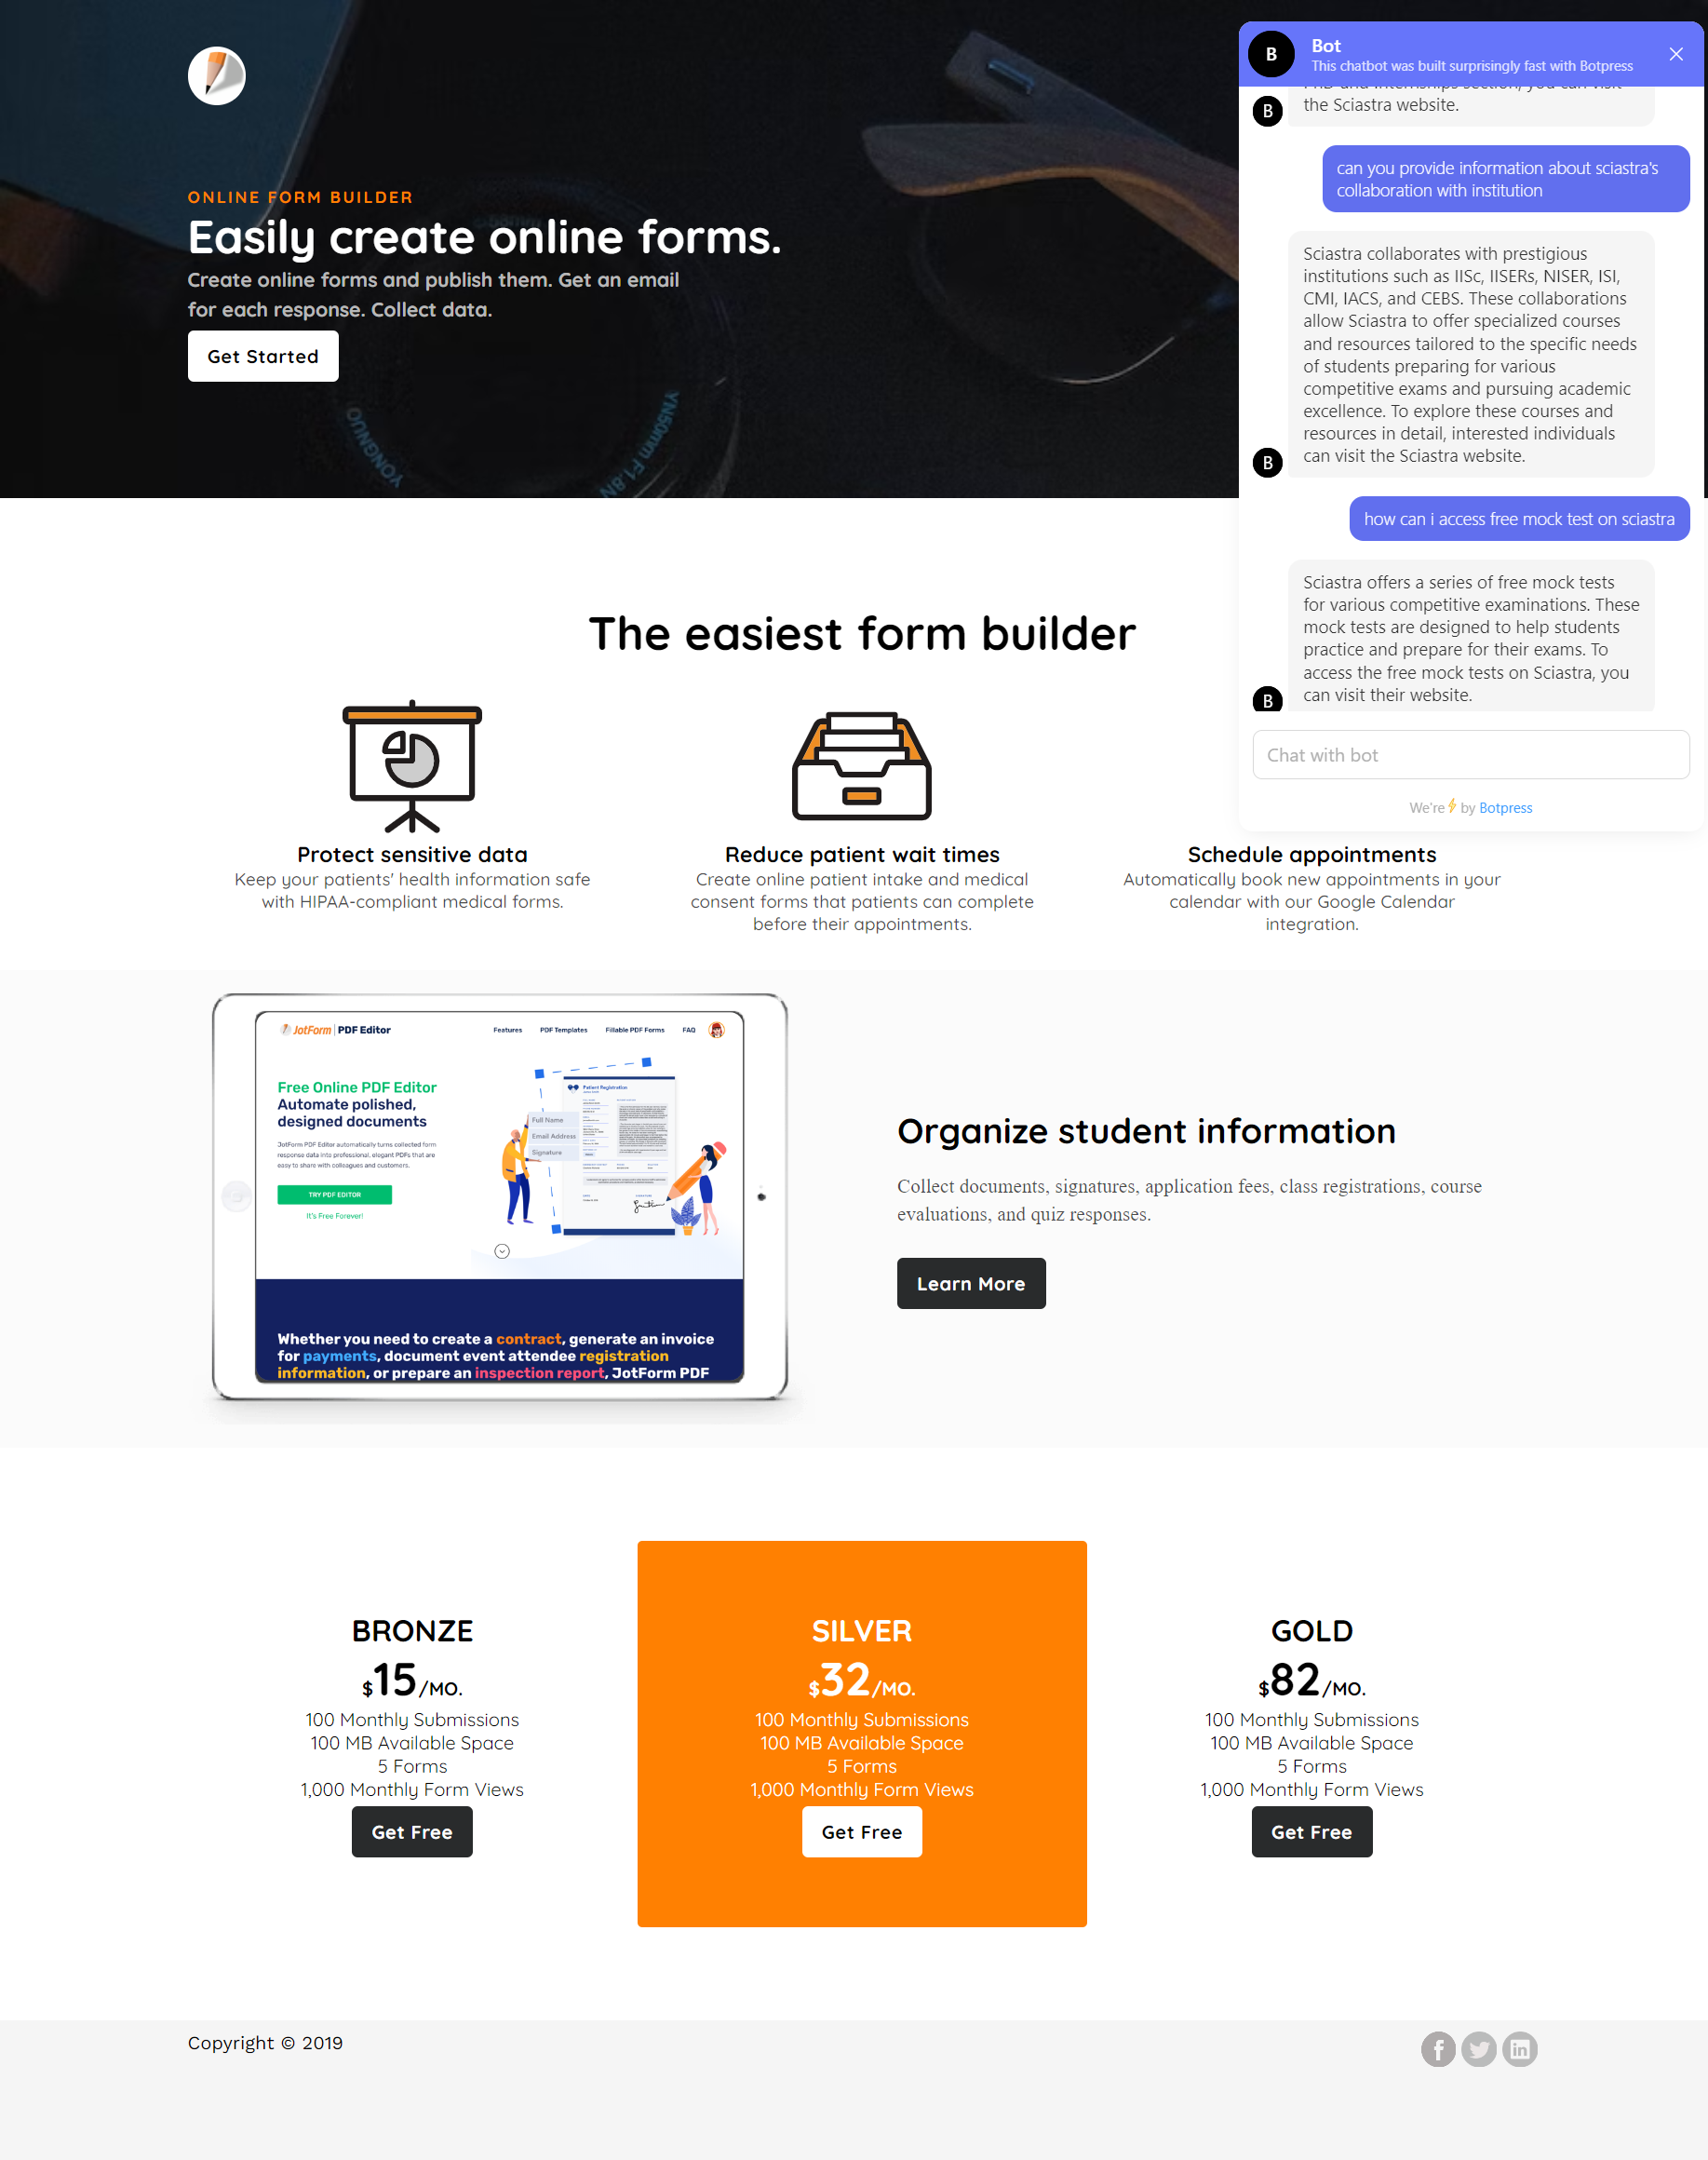 ONLINE FORM BUILDER
Easily create online forms.
Create online forms and publish them. Get an email
for each response. Collect data.
Get Started
YONGNUO
YN50mm F1.8N
B
Bot
This chatbot was built surprisingly fast with Botpress
the Sciastra website.
B
can you provide information about sciastra's
collaboration with institution
Sciastra collaborates with prestigious
institutions such as IISc, IISERs, NISER, ISI,
CMI, IACS, and CEBS. These collaborations
allow Sciastra to offer specialized courses
and resources tailored to the specific needs
of students preparing for various
competitive exams and pursuing academic
excellence. To explore these courses and
resources in detail, interested individuals
can visit the Sciastra website.
B
how can i access free mock test on sciastra
Sciastra offers a series of free mock tests
for various competitive examinations. These
mock tests are designed to help students
practice and prepare for their exams. To
access the free mock tests on Sciastra, you
can visit their website.
B
Chat with bot
We're⚡by Botpress
The easiest form builder
Protect sensitive data
Keep your patients' health information safe
with HIPAA-compliant medical forms.
Reduce patient wait times
Create online patient intake and medical
consent forms that patients can complete
before their appointments.
Schedule appointments
Automatically book new appointments in your
calendar with our Google Calendar
integration.
JotForm PDF Editor
Features PDF Templates Fillable PDF Forms FAQ
Free Online PDF Editor
Automate polished,
designed documents
JotForm PDF Editor automatically turns collected form
response data into professional, elegant PDFs that are
easy to share with colleagues and customers.
TRY PDF EDITOR
It's Free Forever!
Patient Registration
Full Name
Email Address
Signature
Whether you need to create a contract, generate an invoice
for payments, document event attendee registration
information, or prepare an inspection report, JotForm PDF
Organize student information
Collect documents, signatures, application fees, class registrations, course
evaluations, and quiz responses.
Learn More
BRONZE
$15/MO.
100 Monthly Submissions
100 MB Available Space
5 Forms
1,000 Monthly Form Views
Get Free
SILVER
$32/MO.
100 Monthly Submissions
100 MB Available Space
5 Forms
1,000 Monthly Form Views
Get Free
GOLD
$82/MO.
100 Monthly Submissions
100 MB Available Space
5 Forms
1,000 Monthly Form Views
Get Free
Copyright © 2019